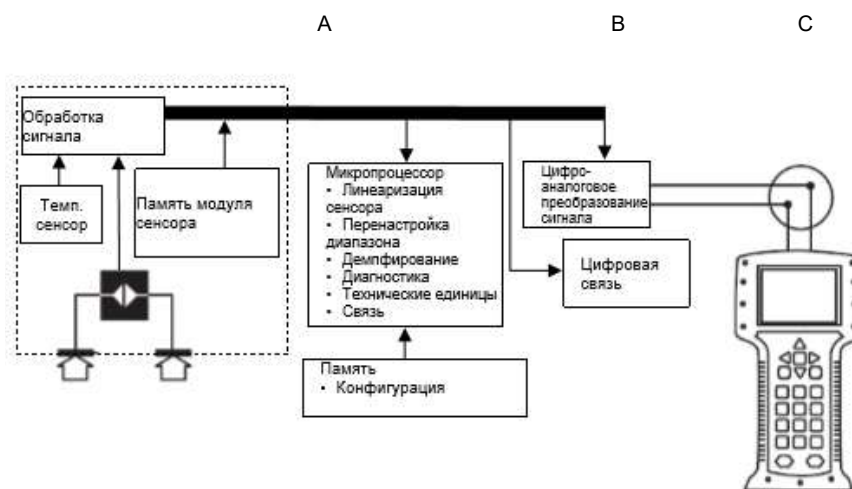 A B C
Обработка
сигнала
Темп.
сенсор
Память модуля
сенсора
Микропроцессор
• Линеаризация
сенсора
• Перенастройка
диапазона
• Демпфирование
• Диагностика
• Технические единицы
• Связь
Цифро-
аналоговое
преобразование
сигнала
Цифровая
связь
Память
• Конфигурация